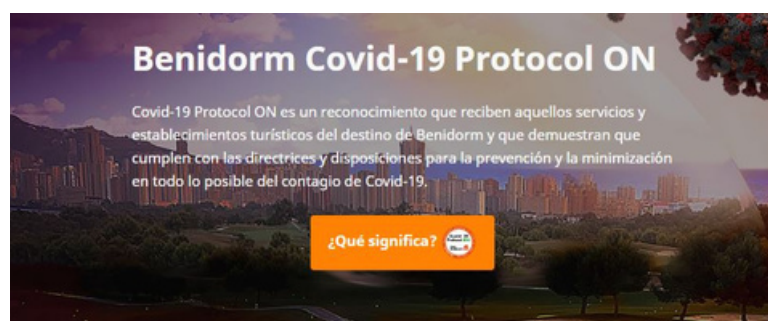 Benidorm Covid-19 Protocol ON
Covid-19 Protocol ON es un reconocimiento que reciben aquellos servicios y
establecimientos turísticos del destino de Benidorm y que demuestran que
cumplen con las directrices y disposiciones para la prevención y la minimización
en todo lo posible del contagio de Covid-19.
¿Qué significa?